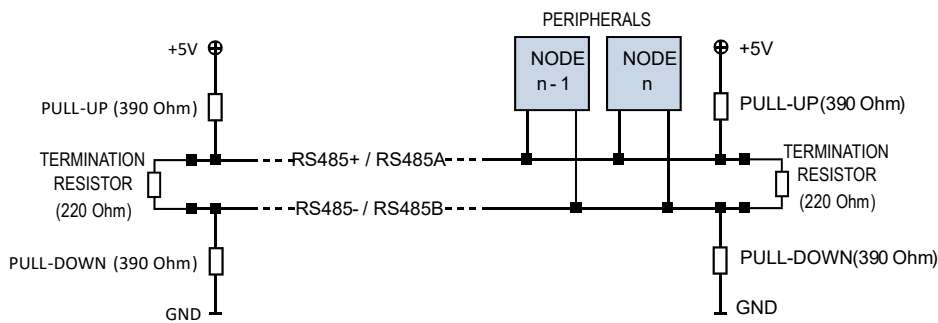 PERIPHERALS
+5V
NODE
n - 1
NODE
n
+5V
PULL-UP (390 Ohm)
PULL-UP(390 Ohm)
TERMINATION
RESISTOR
(220 Ohm)
RS485+ / RS485A
TERMINATION
RESISTOR
(220 Ohm)
RS485- / RS485B
PULL-DOWN (390 Ohm)
PULL-DOWN(390 Ohm)
GND
GND